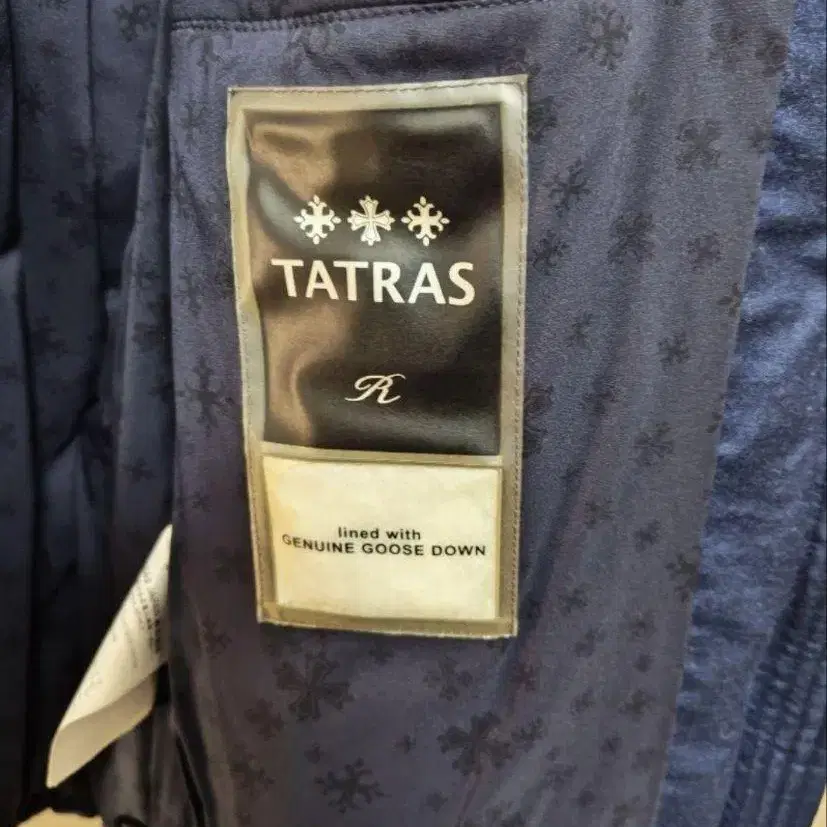 TATRAS
R
lined with
GENUINE GOOSE DOWN